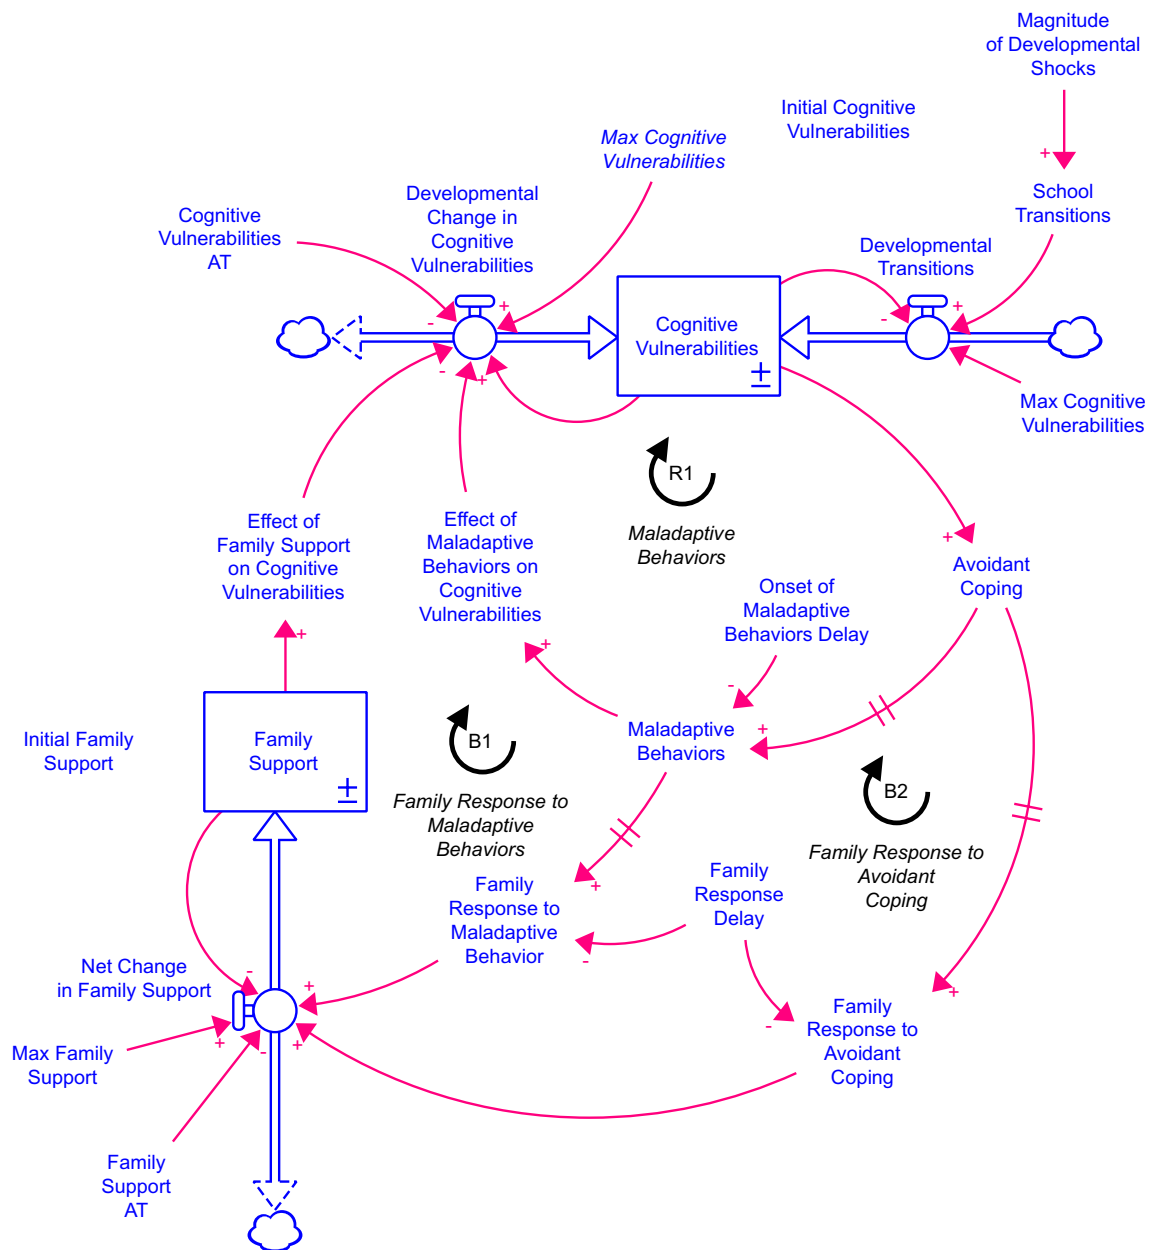 Magnitude
of Developmental
Shocks
Initial Cognitive
Vulnerabilities
Max Cognitive
Vulnerabilities
+
School
Transitions
Developmental
Change in
Cognitive
Vulnerabilities
Cognitive
Vulnerabilities
AT
Developmental
Transitions
+
+
-
-
Cognitive
Vulnerabilities
±
-
+
Max Cognitive
Vulnerabilities
R1
Maladaptive
Behaviors
Effect of
Family Support
on Cognitive
Vulnerabilities
Effect of
Maladaptive
Behaviors on
Cognitive
Vulnerabilities
+
Avoidant
Coping
Onset of
Maladaptive
Behaviors Delay
+
+
-
+
Maladaptive
Behaviors
Initial Family
Support
Family
Support
±
B1
Family Response to
Maladaptive
Behaviors
B2
Family Response to
Avoidant
Coping
+
Family
Response to
Maladaptive
Behavior
Family
Response
Delay
-
Net Change
in Family Support
-
+
+
-
+
Family
Response to
Avoidant
Coping
Max Family
Support
+
-
+
Family
Support
AT